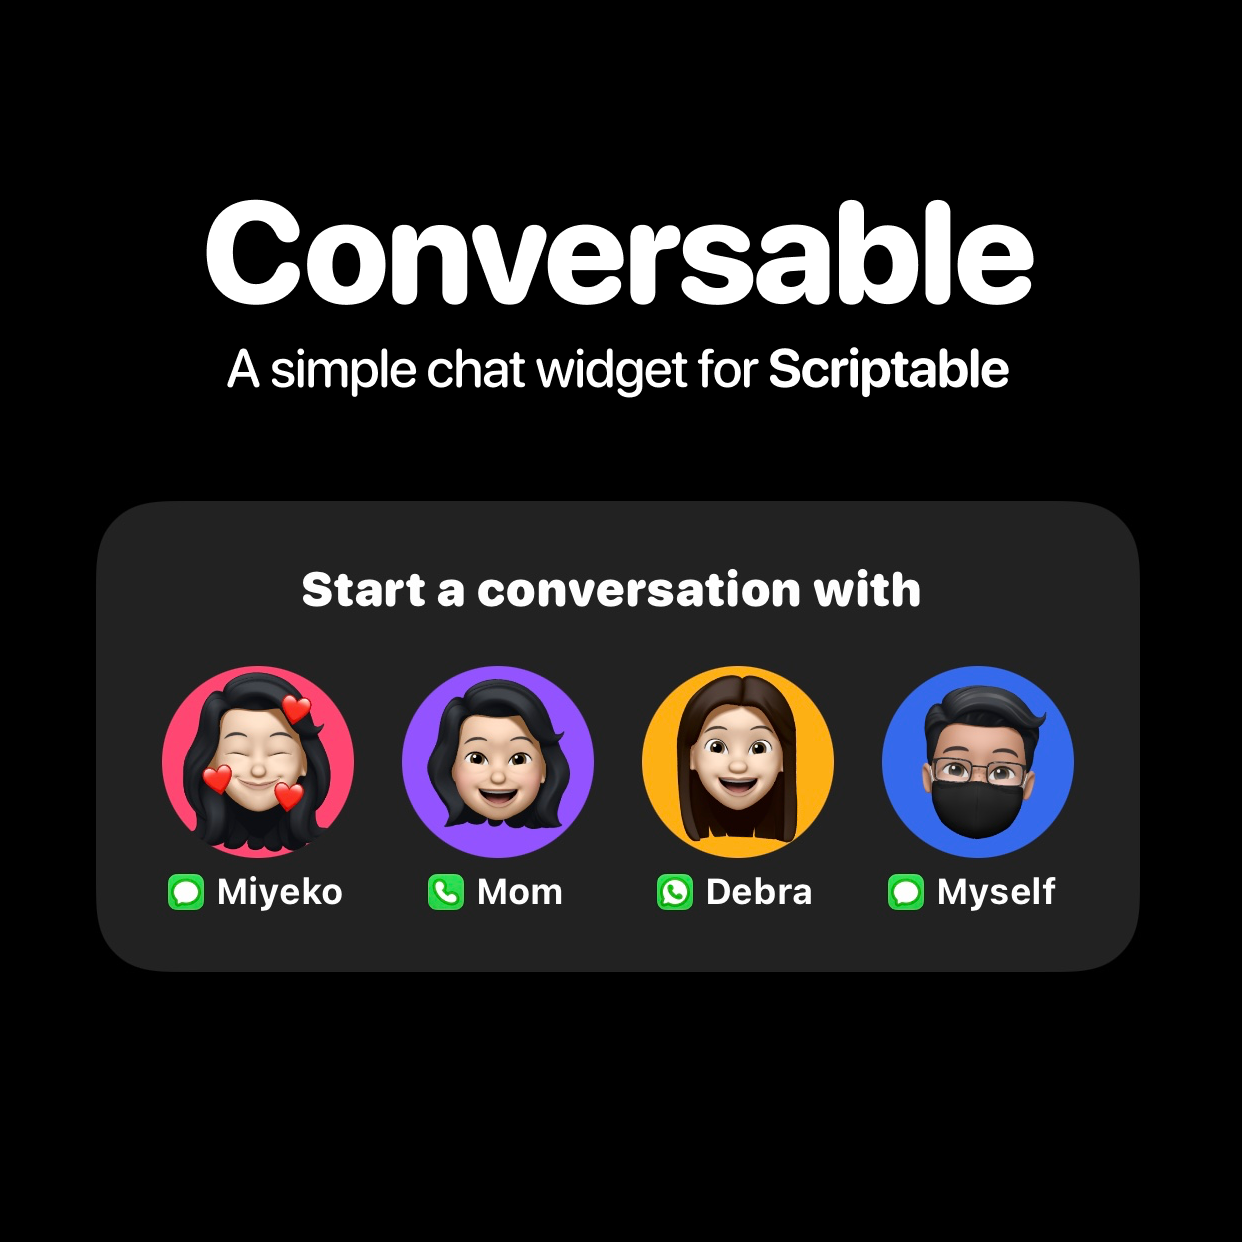 Conversable
A simple chat widget for Scriptable
Start a conversation with
Miyeko Mom Debra Myself